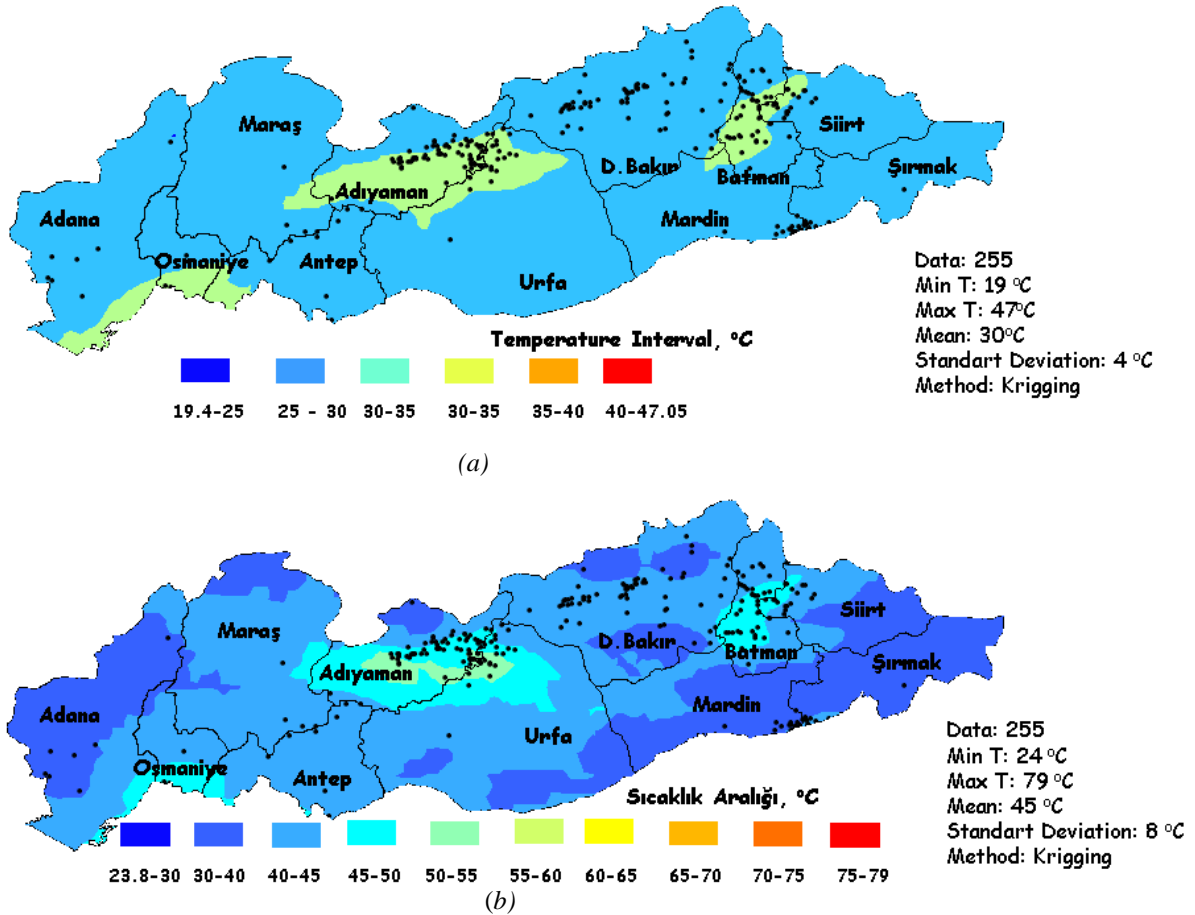 Maraş
Siirt
D. Bakır
Batman
Şırmak
Adıyaman
Adana
Mardin
Osmaniye
Antep
Urfa
Data: 255
Min T: 19 °C
Max T: 47°C
Mean: 30°C
Standart Deviation: 4 °C
Method: Krigging
Temperature Interval, °C
19.4-25 25 - 30 30-35 30-35 35-40 40-47.05
(a)
Maraş
Siirt
D. Bakır
Batman
Şırmak
Adıyaman
Adana
Mardin
Urfa
Osmaniye
Antep
Data: 255
Min T: 24 °C
Max T: 79 °C
Mean: 45 °C
Standart Deviation: 8 °C
Method: Krigging
Sıcaklık Aralığı, °C
23.8-30 30-40 40-45 45-50 50-55 55-60 60-65 65-70 70-75 75-79
(b)